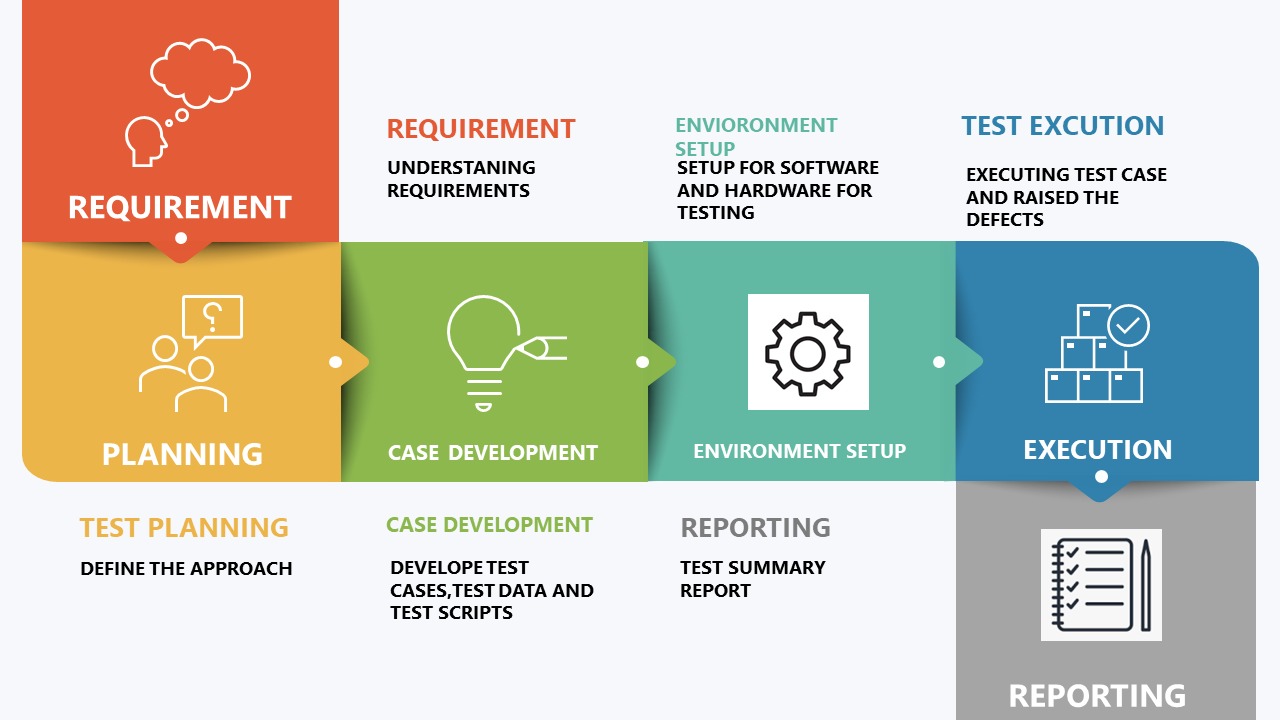 REQUIREMENT
REQUIREMENT
UNDERSTANING
REQUIREMENTS
ENVIORONMENT
SETUP
SETUP FOR SOFTWARE
AND HARDWARE FOR
TESTING
TEST EXCUTION
EXECUTING TEST CASE
AND RAISED THE
DEFECTS
?
PLANNING
CASE DEVELOPMENT
ENVIRONMENT SETUP
EXECUTION
TEST PLANNING
DEFINE THE APPROACH
CASE DEVELOPMENT
DEVELOPE TEST
CASES,TEST DATA AND
TEST SCRIPTS
REPORTING
TEST SUMMARY
REPORT
REPORTING